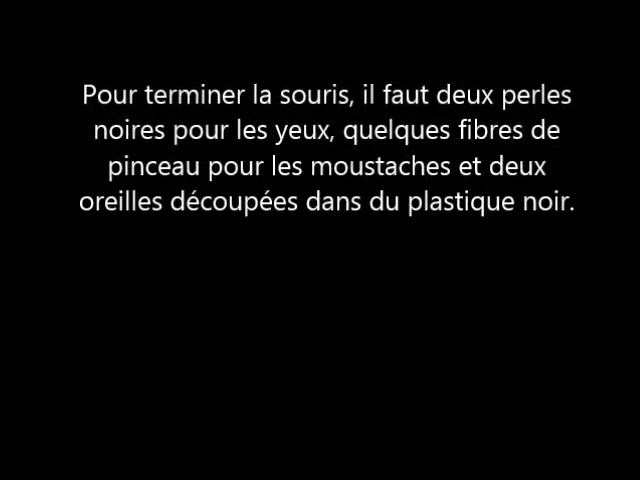 Pour terminer la souris, il faut deux perles
noires pour les yeux, quelques fibres de
pinceau pour les moustaches et deux
oreilles découpées dans du plastique noir.